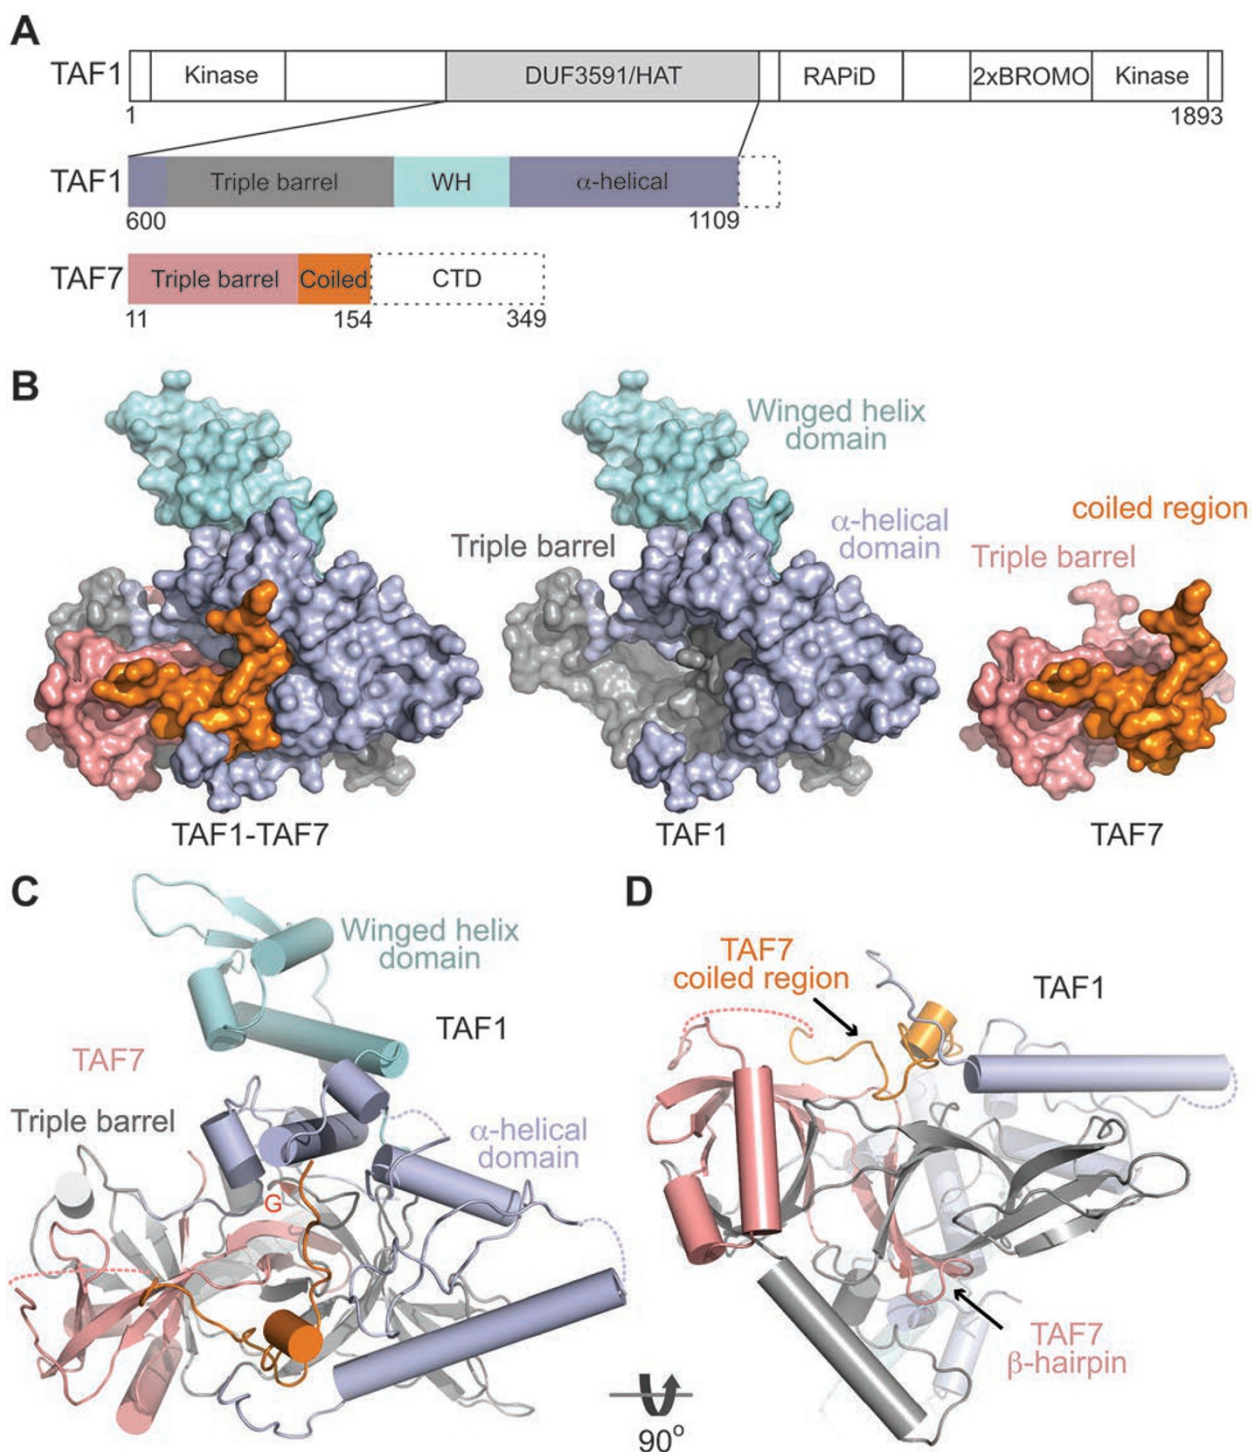 A
TAF1 Kinase DUF3591/HAT RAPiD 2xBROMO Kinase
1 1893
TAF1 Triple barrel WH α-helical
600 1109
TAF7 Triple barrel Coiled CTD
11 154 349
B
Winged helix
domain
Triple barrel
α-helical
domain
coiled region
Triple barrel
TAF1-TAF7 TAF1 TAF7
C
Winged helix
domain
TAF1
TAF7
Triple barrel
α-helical
domain
G
D
TAF7
coiled region
TAF1
TAF7
β-hairpin
90°